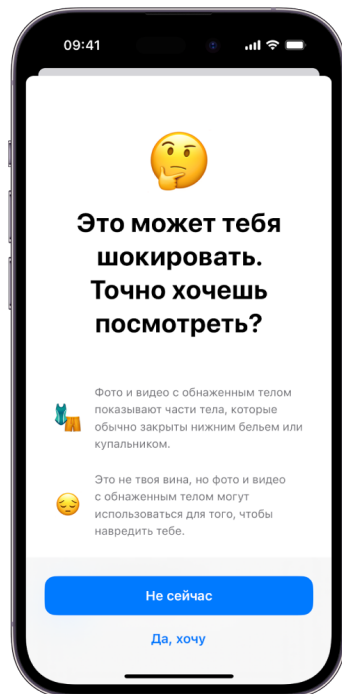 09:41
Это может тебя
шокировать.
Точно хочешь
посмотреть?
Фото и видео с обнаженным телом
показывают части тела, которые
обычно закрыты нижним бельем или
купальником.
Это не твоя вина, но фото и видео
с обнаженным телом могут
использоваться для того, чтобы
навредить тебе.
Не сейчас
Да, хочу